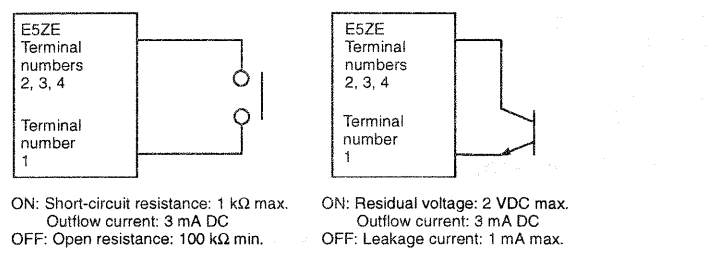 E5ZE
Terminal
numbers
2, 3, 4
Terminal
number
1
ON: Short-circuit resistance: 1 kΩ max.
Outflow current: 3 mA DC
OFF: Open resistance: 100 kΩ min.
E5ZE
Terminal
numbers
2, 3, 4
Terminal
number
1
ON: Residual voltage: 2 VDC max.
Outflow current: 3 mA DC
OFF: Leakage current: 1 mA max.